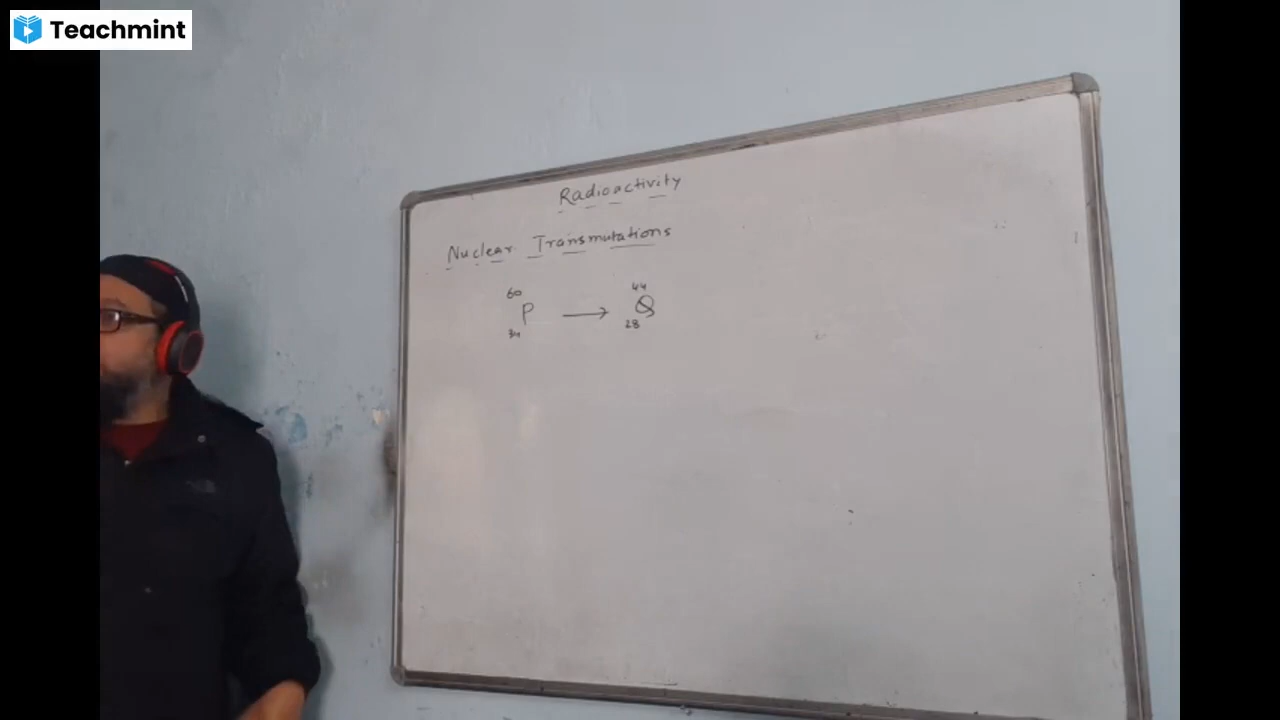 Teachmint
Radioactivity
Nuclear Transmutations
60 44
P → Q
34 28